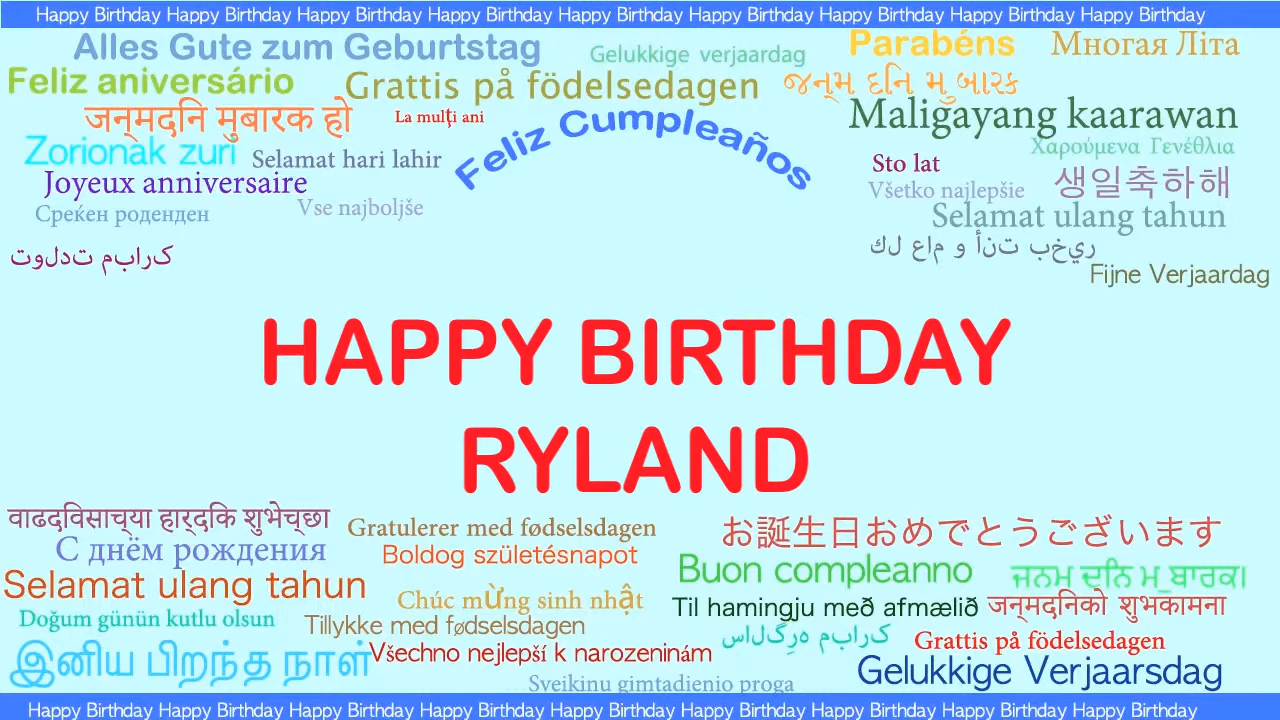 Happy Birthday Happy Birthday Happy Birthday Happy Birthday Happy Birthday Happy Birthday Happy Birthday Happy Birthday Happy Birthday
Alles Gute zum Geburtstag
Gelukkige verjaardag
Parabéns
Многая Літа
Feliz aniversário
Grattis på födelsedagen
જન્મ દિન મુબારક
जन्मदिन मुबारक हो
La mulţi ani
Feliz Cumpleaños
Maligayang kaarawan
Zorionak zuri
Selamat hari lahir
Χαρούμενα Γενέθλια
Sto lat
Joyeux anniversaire
Všetko najlepšie
생일축하해
Среќен роденден
Vse najboljše
Selamat ulang tahun
تولدت مبارک
كل عام و أنت بخير
Fijne Verjaardag
HAPPY BIRTHDAY
RYLAND
वाढदिवसाच्या हार्दिक शुभेच्छा
Gratulerer med fødselsdagen
お誕生日おめでとうございます
С днём рождения
Boldog születésnapot
Buon compleanno
ਜਨਮ ਦਿਨ ਮੁਬਾਰਕ।
Selamat ulang tahun
Chúc mừng sinh nhật
Til hamingju með afmælið
जन्मदिनको शुभकामना
Doğum günün kutlu olsun
Tillykke med fødselsdagen
سالگرہ مبارک
Grattis på födelsedagen
இனிய பிறந்த நாள்
Všechno nejlepší k narozeninám
Gelukkige Verjaarsdag
Sveikinu gimtadienio proga
Happy Birthday Happy Birthday Happy Birthday Happy Birthday Happy Birthday Happy Birthday Happy Birthday Happy Birthday Happy Birthday